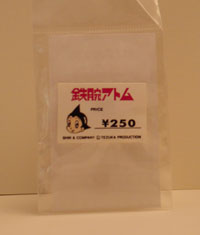 鉄腕アトム
PRICE
¥250
© TEZUKA PRODUCTION